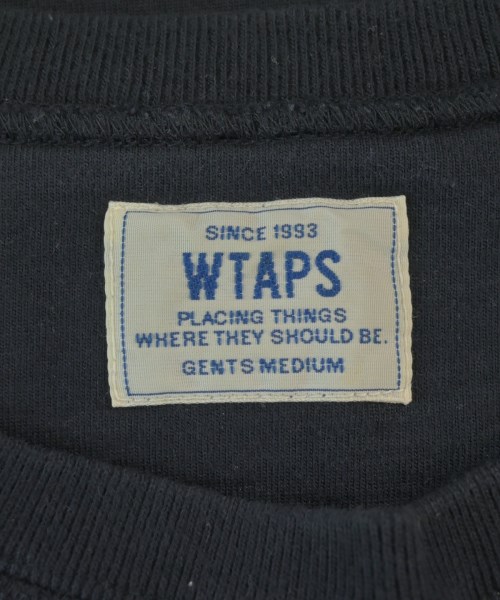 SINCE 1993
WTAPS
PLACING THINGS
WHERE THEY SHOULD BE.
GENTS MEDIUM